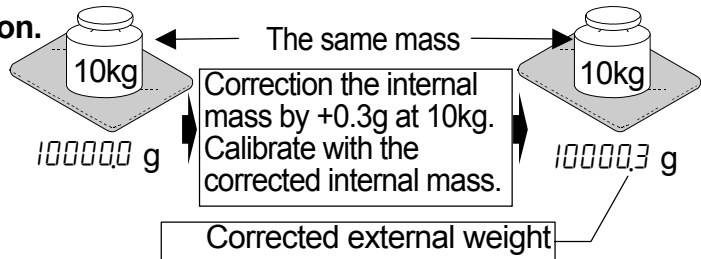 on.
The same mass
10kg
10kg
Correction the internal
mass by +0.3g at 10kg.
Calibrate with the
corrected internal mass.
10000.0 g
10000.3 g
Corrected external weight